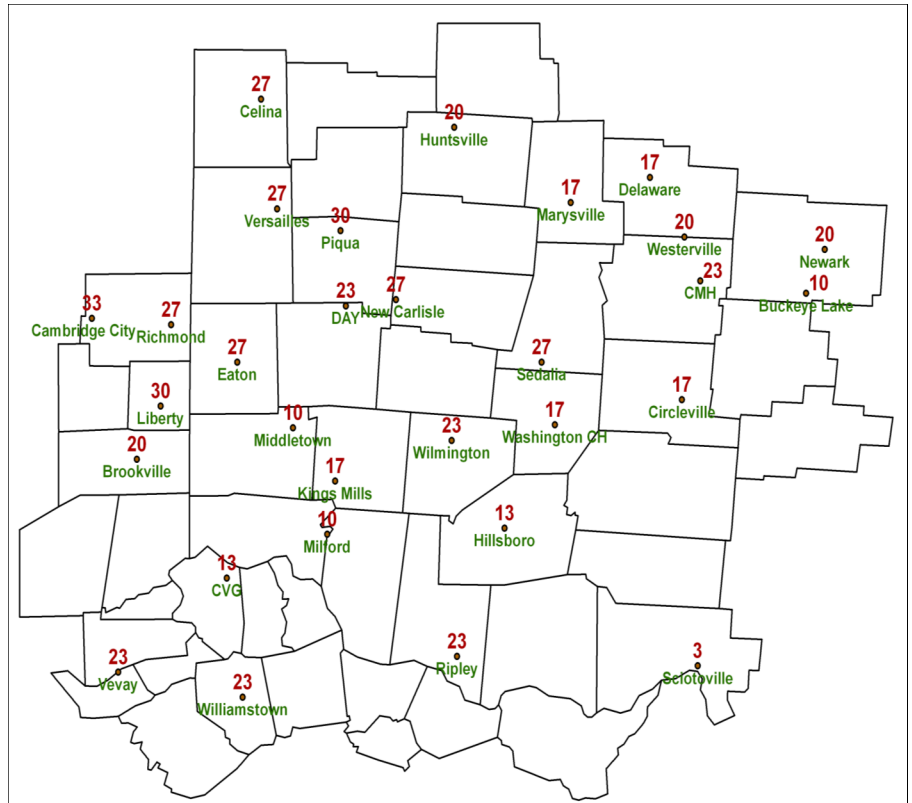 27
Celina
20
Huntsville
17
Delaware
17
Marysville
27
Versailles
30
Piqua
20
Westerville
20
Newark
23
CMH
10
Buckeye Lake
33
Cambridge City
27
Richmond
23
DAY
27
New Carlisle
27
Eaton
27
Sedalia
30
Liberty
17
Circleville
10
Middletown
23
Wilmington
17
Washington CH
20
Brookville
17
Kings Mills
10
Milford
13
Hillsboro
13
CVG
23
Vevay
23
Williamstown
23
Ripley
3
Sciotoville